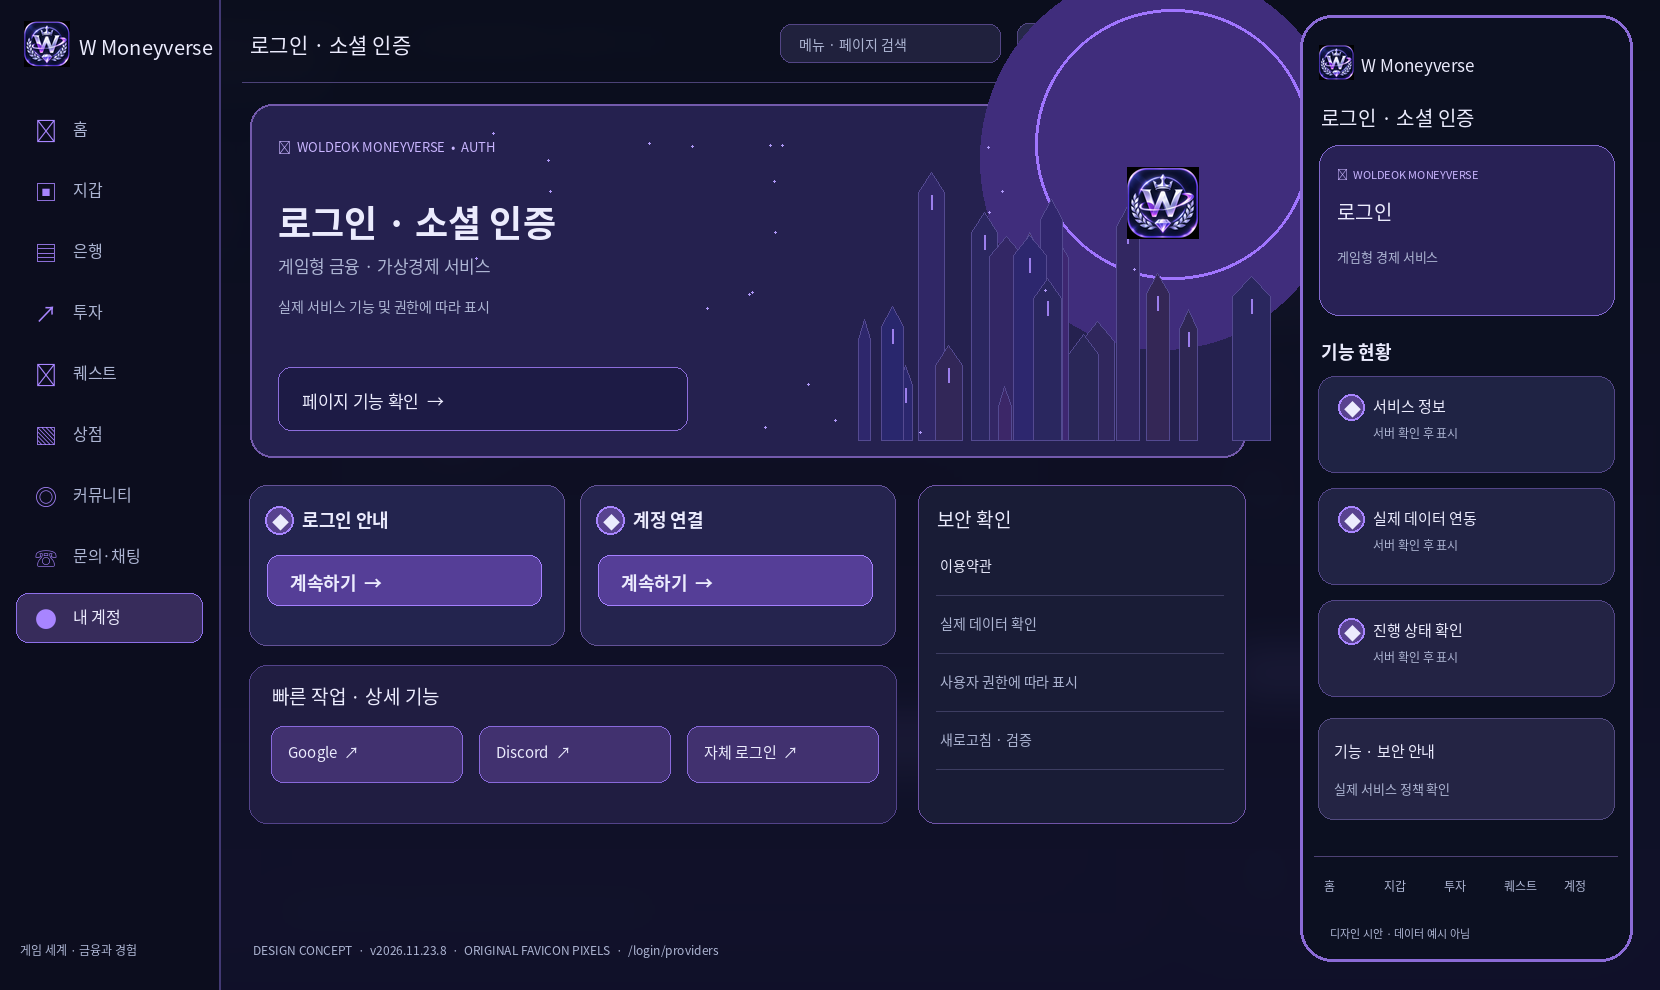 W Moneyverse
홈
지갑
은행
투자
퀘스트
상점
커뮤니티
문의·채팅
내 계정
게임 세계 · 금융과 경험
로그인 · 소셜 인증
메뉴 · 페이지 검색
WOLDEOK MONEYVERSE • AUTH
로그인 · 소셜 인증
게임형 금융 · 가상경제 서비스
실제 서비스 기능 및 권한에 따라 표시
페이지 기능 확인 →
로그인 안내
계속하기 →
계정 연결
계속하기 →
빠른 작업 · 상세 기능
Google ↗
Discord ↗
자체 로그인 ↗
보안 확인
이용약관
실제 데이터 확인
사용자 권한에 따라 표시
새로고침 · 검증
DESIGN CONCEPT · v2026.11.23.8 · ORIGINAL FAVICON PIXELS · /login/providers
W Moneyverse
로그인 · 소셜 인증
WOLDEOK MONEYVERSE
로그인
게임형 경제 서비스
기능 현황
서비스 정보
서버 확인 후 표시
실제 데이터 연동
서버 확인 후 표시
진행 상태 확인
서버 확인 후 표시
기능 · 보안 안내
실제 서비스 정책 확인
홈 지갑 투자 퀘스트 계정
디자인 시안 · 데이터 예시 아님